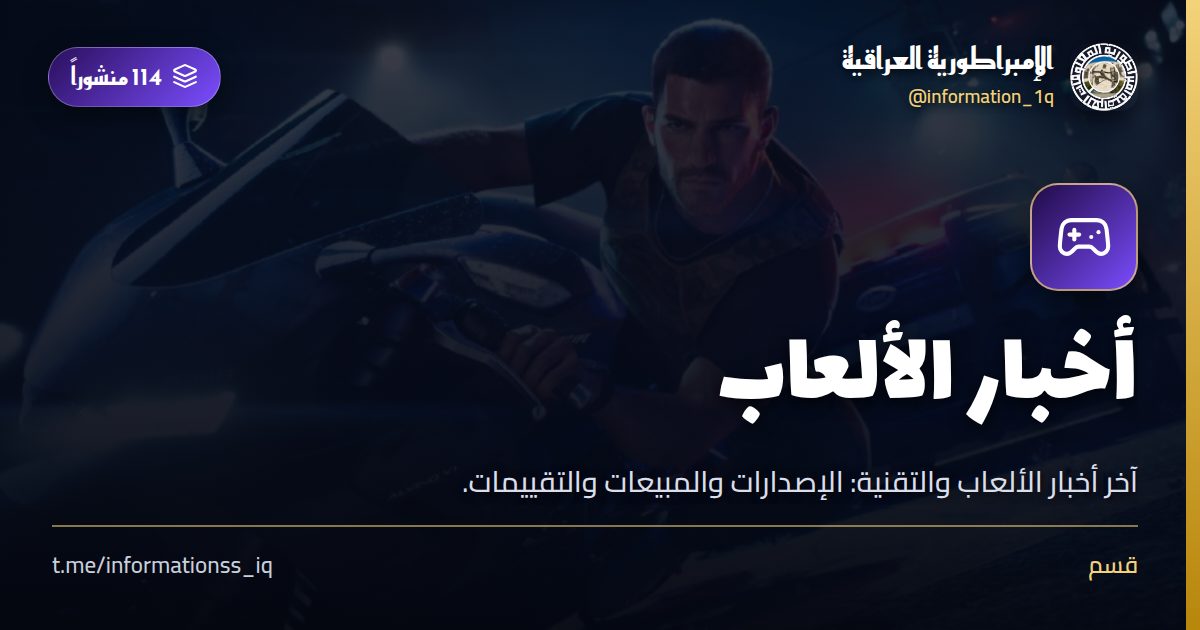 الإمبراطورية العراقية
@information_1q
114 منشوراً
أخبار الألعاب
آخر أخبار الألعاب والتقنية: الإصدارات والمبيعات والتقييمات.
قسم
t.me/informationss_iq